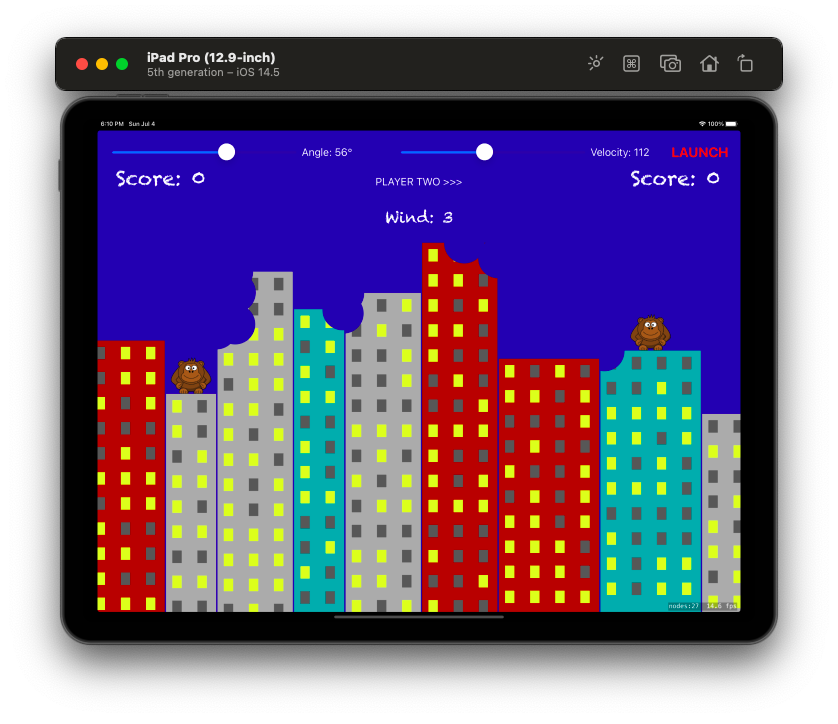 iPad Pro (12.9-inch)
5th generation – iOS 14.5
6:10 PM Sun Jul 4
100%
Angle: 56°
Velocity: 112
LAUNCH
Score: 0
PLAYER TWO >>>
Score: 0
Wind: 3
nodes:27 14.6 fps